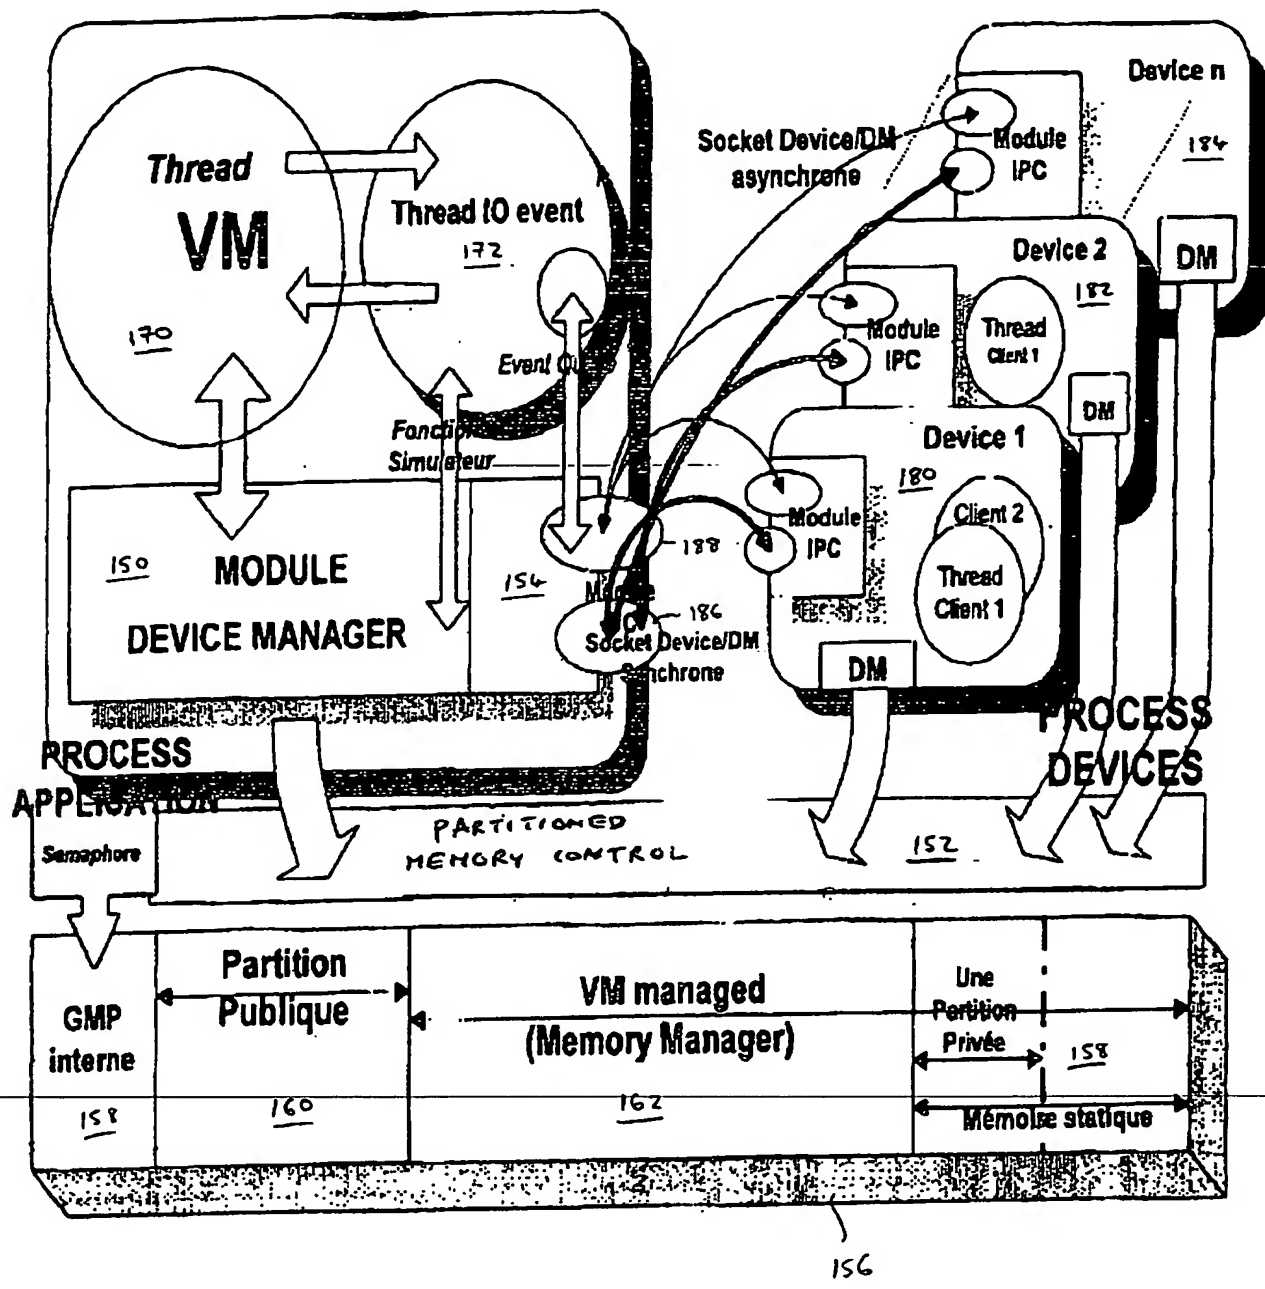 Thread
VM
170
Thread IO event
172
Event Qu
Fonction
Simulateur
150
MODULE
DEVICE MANAGER
154
188
Module
186
Socket Device/DM
Synchrone
Socket Device/DM
asynchrone
Device n
184
Module
IPC
DM
Device 2
182
Module
IPC
Thread
Client 1
DM
Device 1
180
Module
IPC
Client 2
Thread
Client 1
DM
PROCESS
APPLICATION
PROCESS
DEVICES
Semaphore
PARTITIONED
MEMORY CONTROL
152
GMP
interne
158
Partition
Publique
160
VM managed
(Memory Manager)
162
Une
Partition
Privée
158
Mémoire statique
156